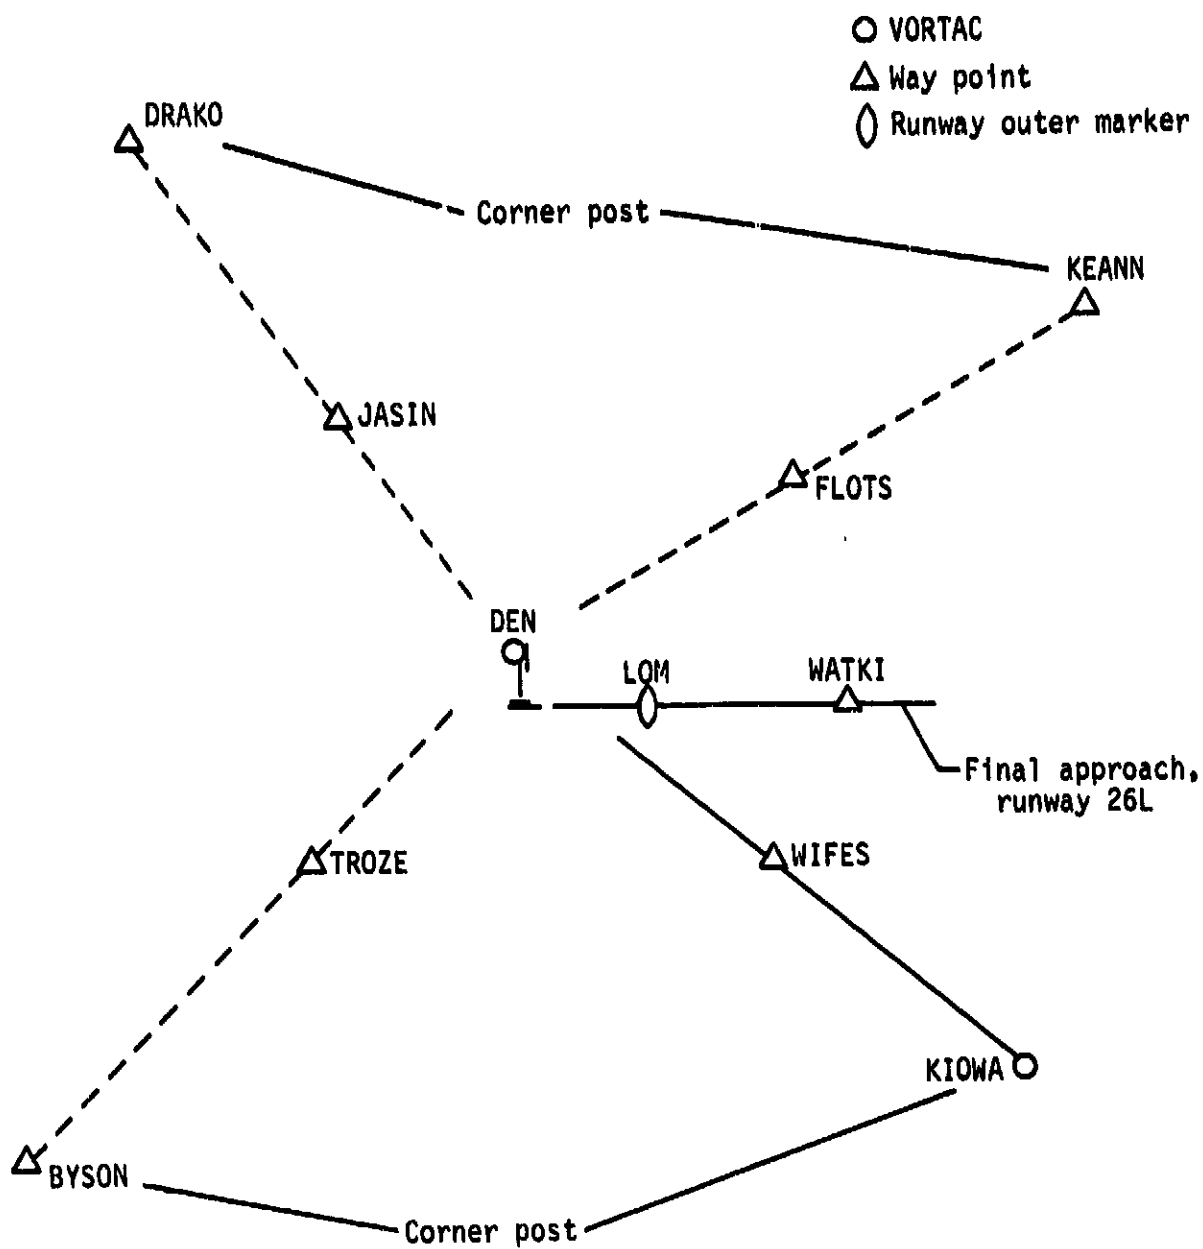 VORTAC
Way point
Runway outer marker
DRAKO
Corner post
KEANN
JASIN
FLOTS
DEN
LOM
WATKI
Final approach,
runway 26L
TROZE
WIFES
KIOWA
BYSON
Corner post